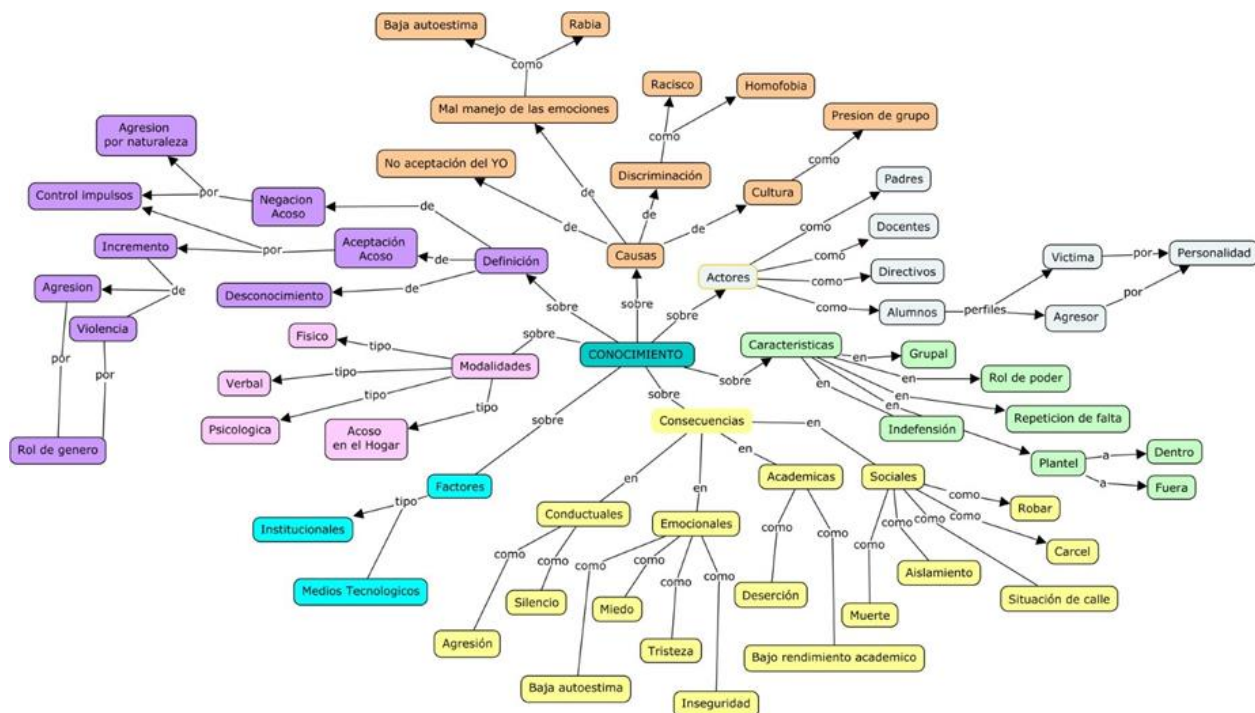 Baja autoestima
Rabia
como
Mal manejo de las emociones
Racisco
Homofobia
como
Presion de grupo
como
Agresion
por naturaleza
Control impulsos
por
Negacion
Acoso
de
No aceptación del YO
de
de
Discriminación
de
Cultura
de
Causas
Padres
como
Docentes
como
Directivos
como
Alumnos
como
Actores
perfiles
Victima
por
Personalidad
Agresor
por
Incremento
por
Aceptación
Acoso
de
Definición
Desconocimiento
de
Agresion
de
Violencia
por
por
Rol de genero
sobre
sobre
sobre
CONOCIMIENTO
Fisico
tipo
Modalidades
sobre
Verbal
tipo
Psicologica
tipo
Acoso
en el Hogar
tipo
sobre
Caracteristicas
en
Grupal
en
Rol de poder
en
Repeticion de falta
en
Indefensión
en
Plantel
a
Dentro
a
Fuera
sobre
Factores
tipo
Institucionales
Medios Tecnologicos
sobre
Consecuencias
en
Conductuales
como
Agresión
como
Silencio
en
Emocionales
como
Baja autoestima
como
Miedo
como
Tristeza
como
Inseguridad
en
Academicas
como
Deserción
como
Bajo rendimiento academico
en
Sociales
como
Robar
como
Carcel
como
Situación de calle
como
Aislamiento
como
Muerte